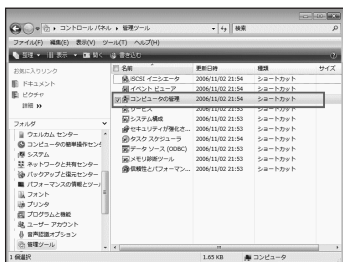 コントロール パネル ▸ 管理ツール
検索
ファイル(F) 編集(E) 表示(V) ツール(T) ヘルプ(H)
整理 表示 開く 書き込む
お気に入りリンク
ドキュメント
ピクチャ
詳細 »
フォルダ
ウエルカム センター
コンピュータの簡単操作センタ
システム
ネットワークと共有センター
バックアップと復元センター
パフォーマンスの情報とツール
フォント
プリンタ
プログラムと機能
ユーザー アカウント
音声認識オプション
管理ツール
名前 更新日時 種類 サイズ
iSCSI イニシエータ 2006/11/02 21:54 ショートカット
イベント ビューア 2006/11/02 21:54 ショートカット
コンピュータの管理 2006/11/02 21:54 ショートカット
サービス 2006/11/02 21:54 ショートカット
システム構成 2006/11/02 21:53 ショートカット
セキュリティが強化さ... 2006/11/02 21:53 ショートカット
タスク スケジューラ 2006/11/02 21:54 ショートカット
データ ソース (ODBC) 2006/11/02 21:53 ショートカット
メモリ診断ツール 2006/11/02 21:53 ショートカット
信頼性とパフォーマン... 2006/11/02 21:53 ショートカット
1 個選択 1.65 KB コンピュータ